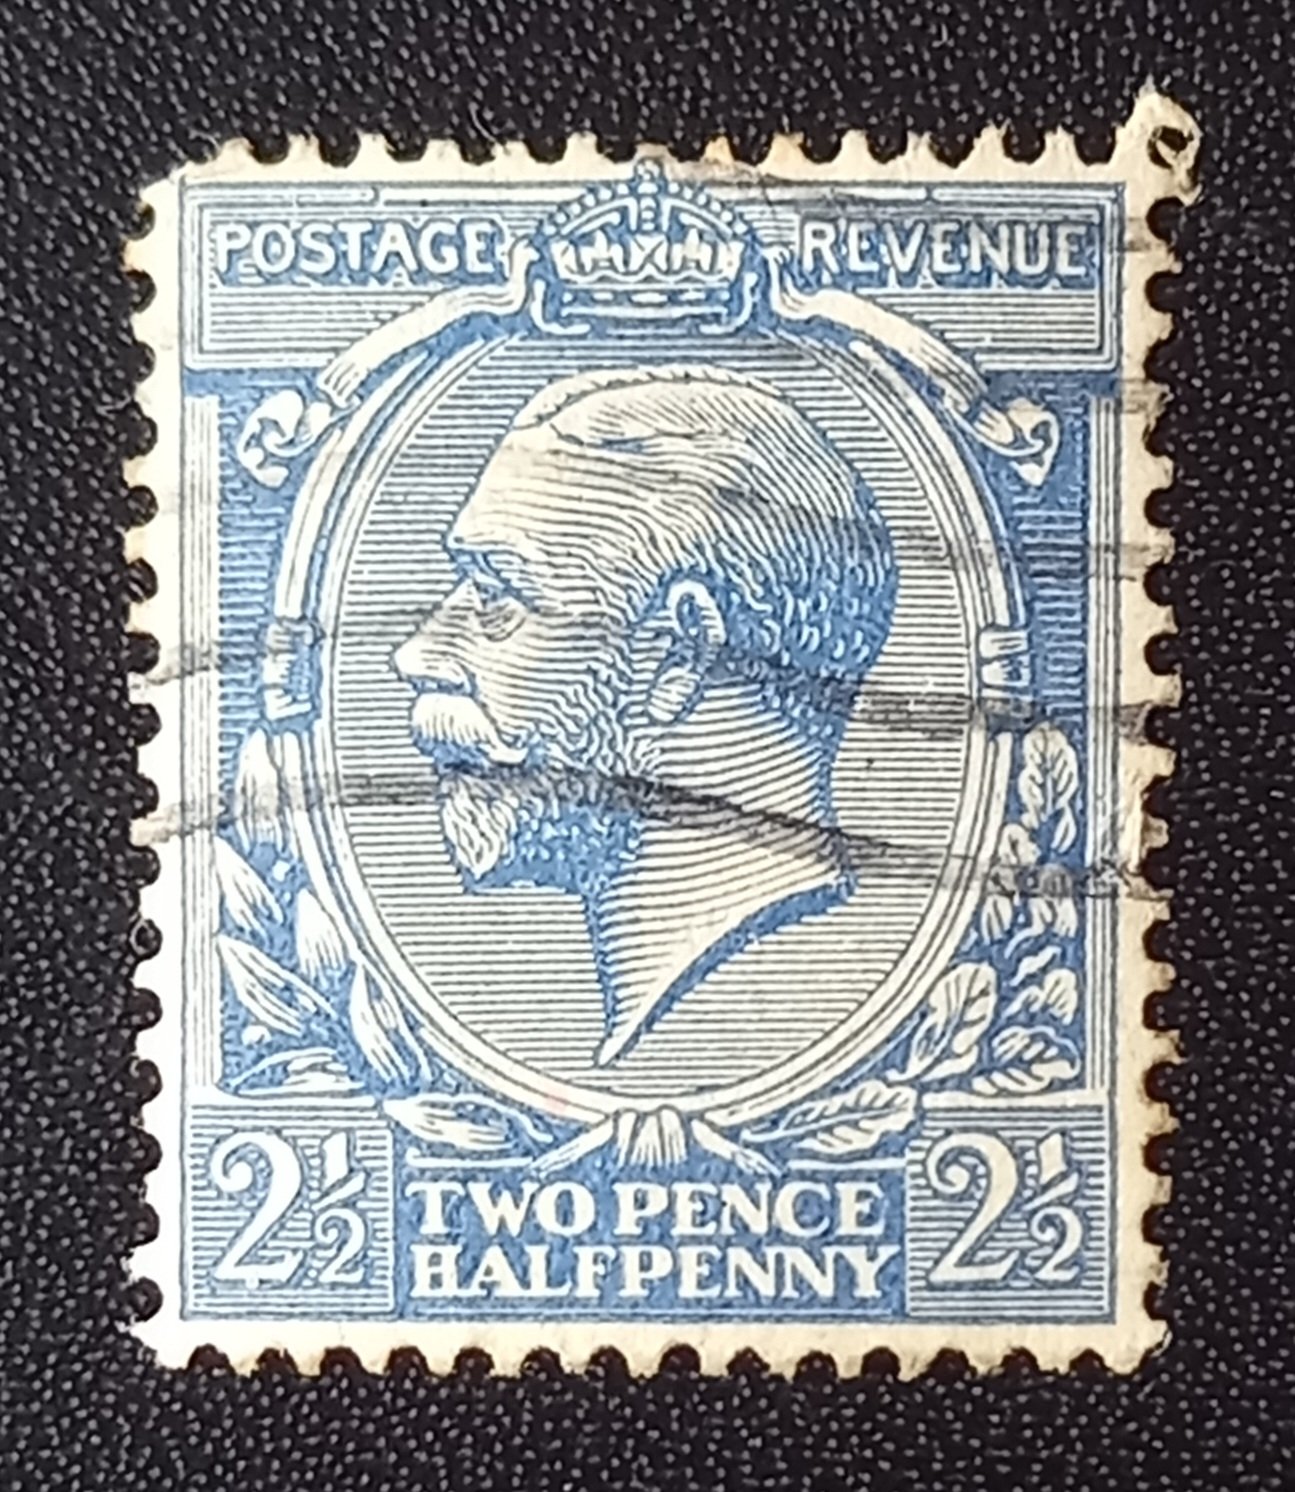 POSTAGE REVENUE
2½ TWO PENCE 2½
HALFPENNY